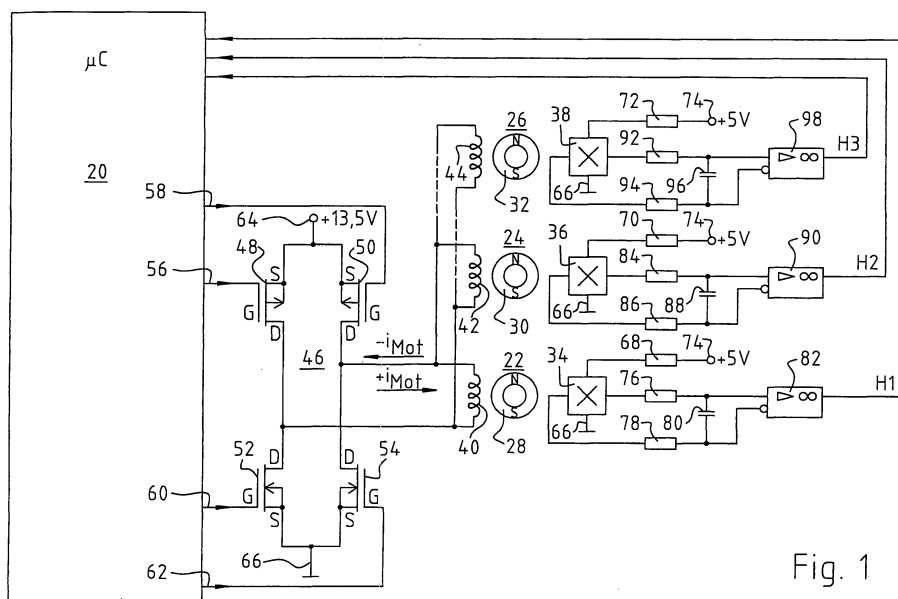 26
72
74
98
38
+5V
N
H3
µC
44
92
66
S
96
20
32
94
58
64
+13,5V
24
70
74
90
48
50
36
+5V
56
S
S
N
84
H2
G
G
66
D
D
42
S
30
86
88
46
-iMot
22
68
74
82
+iMot
34
+5V
N
76
H1
66
52
D
D
54
40
S
28
78
80
60
G
G
S
S
66
62
Fig. 1